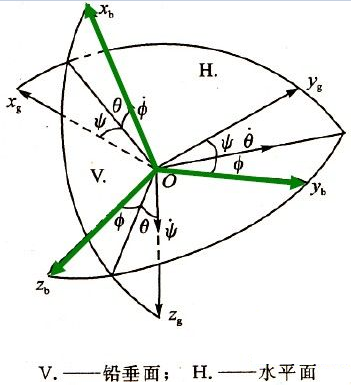 x_b
H.
x_g
θ
φ̇
ψ
y_g
ψ
θ̇
φ
V.
O
y_b
φ
θ
ψ̇
z_b
z_g
V. ——铅垂面； H. ——水平面